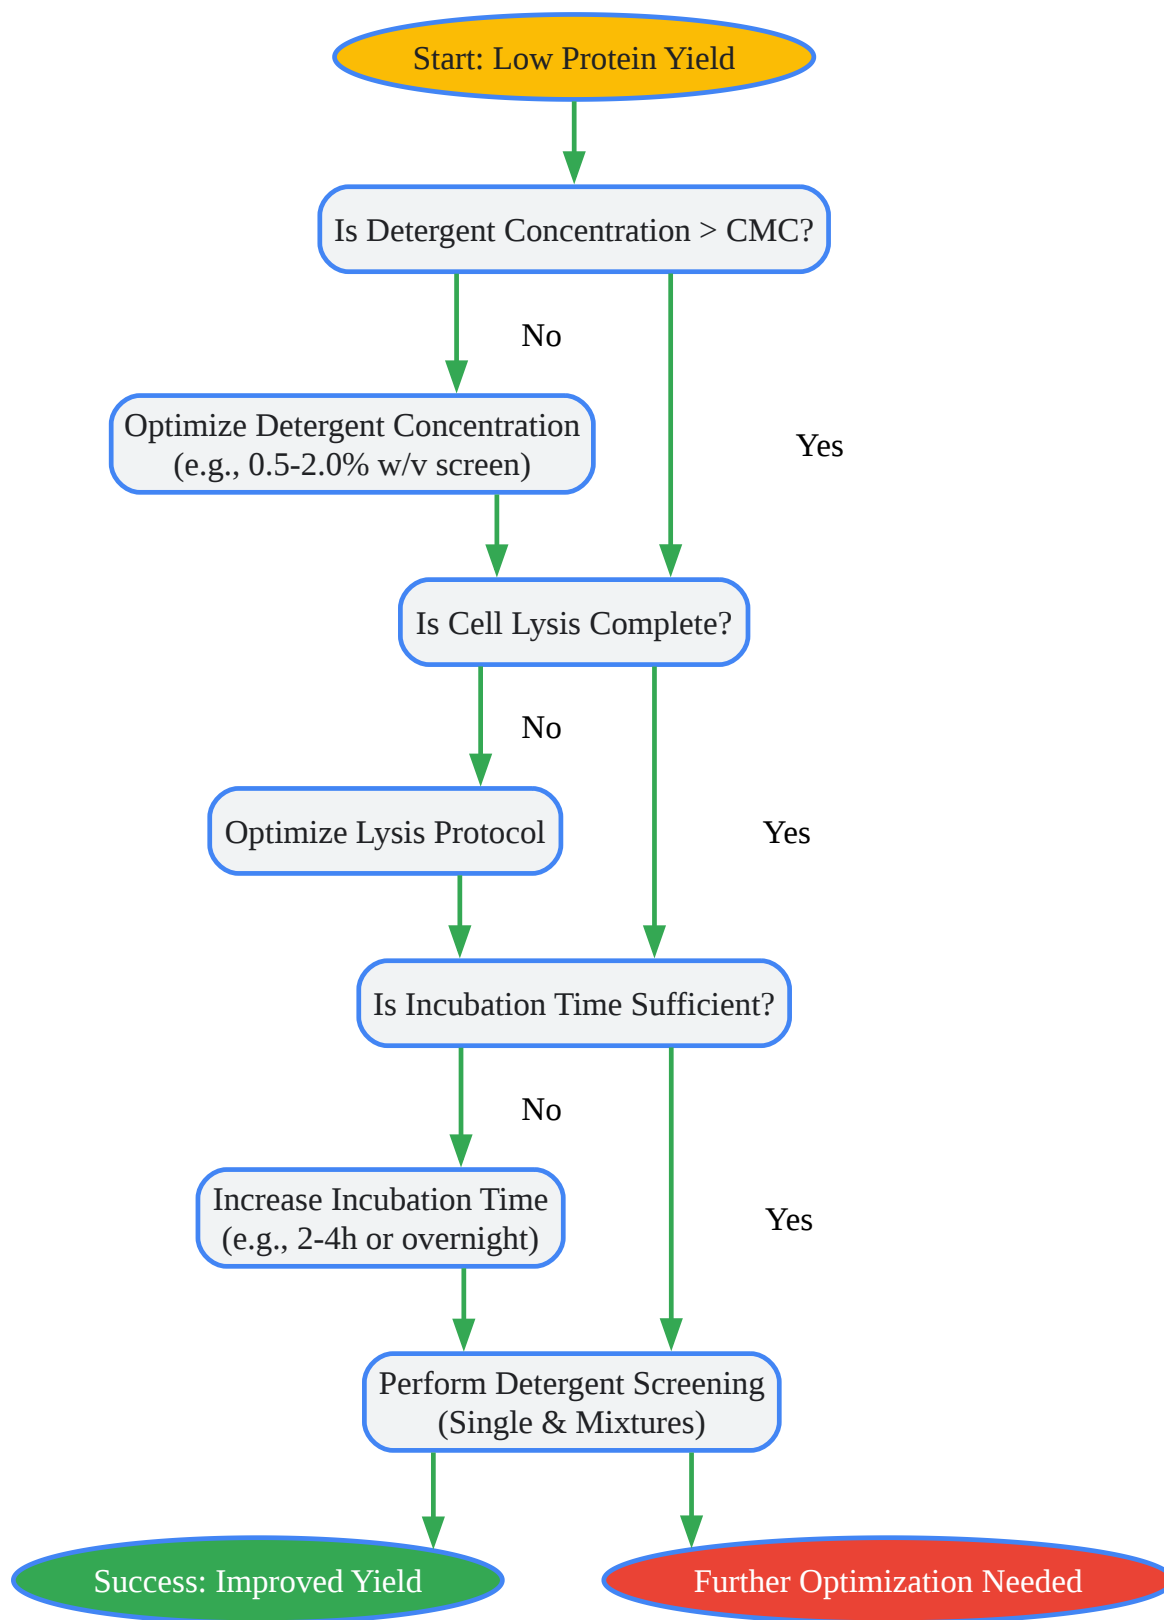 Start: Low Protein Yield
Is Detergent Concentration > CMC?
No
Optimize Detergent Concentration
(e.g., 0.5-2.0% w/v screen)
Yes
Is Cell Lysis Complete?
No
Optimize Lysis Protocol
Yes
Is Incubation Time Sufficient?
No
Increase Incubation Time
(e.g., 2-4h or overnight)
Yes
Perform Detergent Screening
(Single & Mixtures)
Success: Improved Yield
Further Optimization Needed